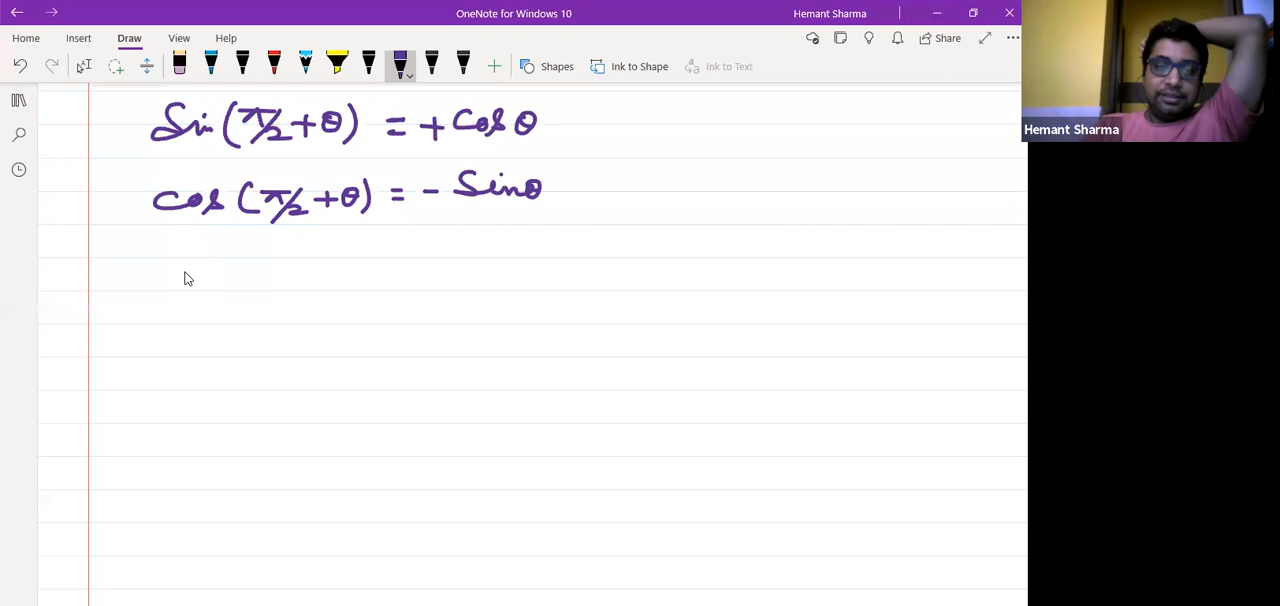 OneNote for Windows 10
Hemant Sharma
Home Insert Draw View Help
Share
Shapes Ink to Shape Ink to Text
Sin (π/2 + θ) = + cos θ
cos (π/2 + θ) = - Sinθ
Hemant Sharma